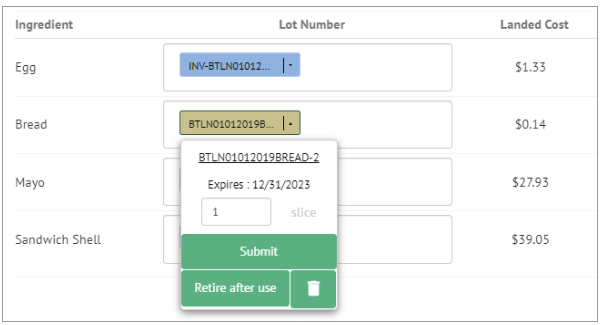 Ingredient Lot Number Landed Cost
Egg INV-BTLN01012... $1.33
Bread BTLN01012019B... $0.14
BTLN01012019BREAD-2
Expires : 12/31/2023
Mayo $27.93
1 slice
Sandwich Shell $39.05
Submit
Retire after use